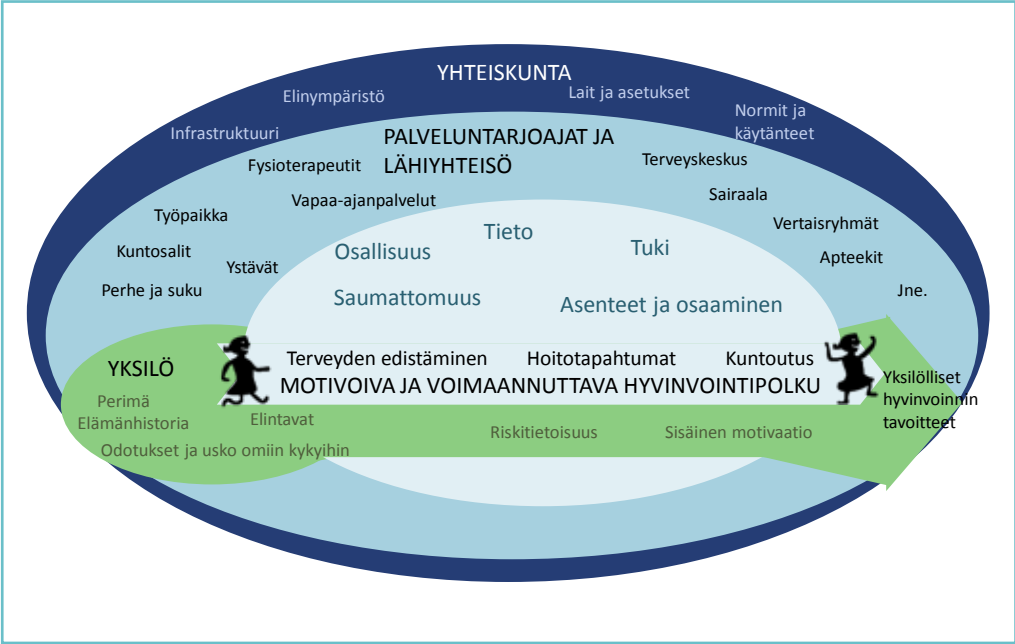 YHTEISKUNTA
Elinympäristö
Lait ja asetukset
Normit ja
käytänteet
Infrastruktuuri
PALVELUNTARJOAJAT JA
LÄHIYHTEISÖ
Fysioterapeutit
Terveyskeskus
Vapaa-ajanpalvelut
Sairaala
Työpaikka
Vertaisryhmät
Kuntosalit
Ystävät
Apteekit
Perhe ja suku
Jne.
Tieto
Osallisuus
Tuki
Saumattomuus
Asenteet ja osaaminen
YKSILÖ
Terveyden edistäminen
Hoitotapahtumat
Kuntoutus
MOTIVOIVA JA VOIMAANNUTTAVA HYVINVOINTIPOLKU
Yksilölliset
hyvinvoinnin
tavoitteet
Perimä
Elämänhistoria
Elintavat
Odotukset ja usko omiin kykyihin
Riskitietoisuus
Sisäinen motivaatio